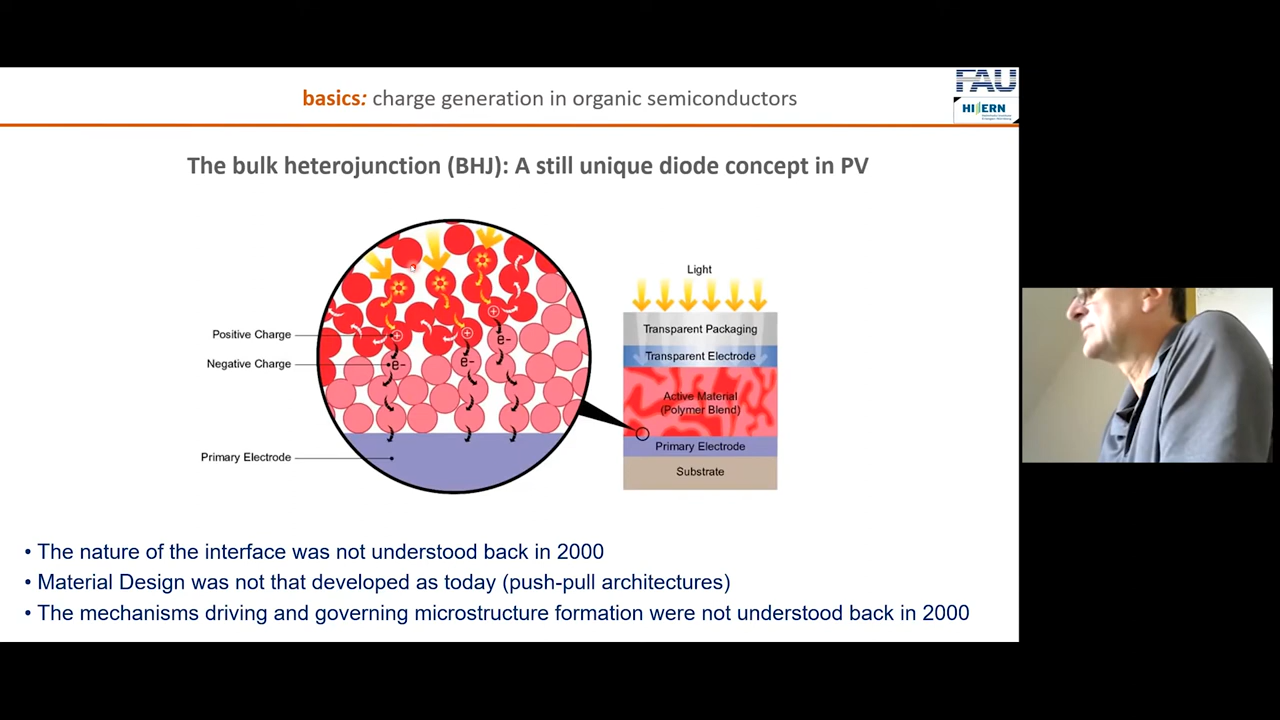 basics: charge generation in organic semiconductors
FAU
HI ERN
The bulk heterojunction (BHJ): A still unique diode concept in PV
Light
Transparent Packaging
Transparent Electrode
Active Material
(Polymer Blend)
Primary Electrode
Substrate
Positive Charge
Negative Charge
Primary Electrode
+
+
+
e-
e-
e-
• The nature of the interface was not understood back in 2000
• Material Design was not that developed as today (push-pull architectures)
• The mechanisms driving and governing microstructure formation were not understood back in 2000